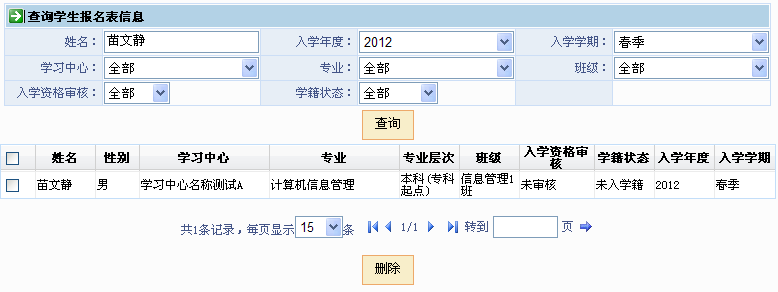 查询学生报名表信息
姓名： 苗文静 入学年度： 2012 入学学期： 春季
学习中心： 全部 专业： 全部 班级： 全部
入学资格审核： 全部 学籍状态： 全部
查询
姓名 性别 学习中心 专业 专业层次 班级 入学资格审核 学籍状态 入学年度 入学学期
苗文静 男 学习中心名称测试A 计算机信息管理 本科(专科起点) 信息管理1班 未审核 未入学籍 2012 春季
共1条记录，每页显示 15 条 1/1 转到 页
删除